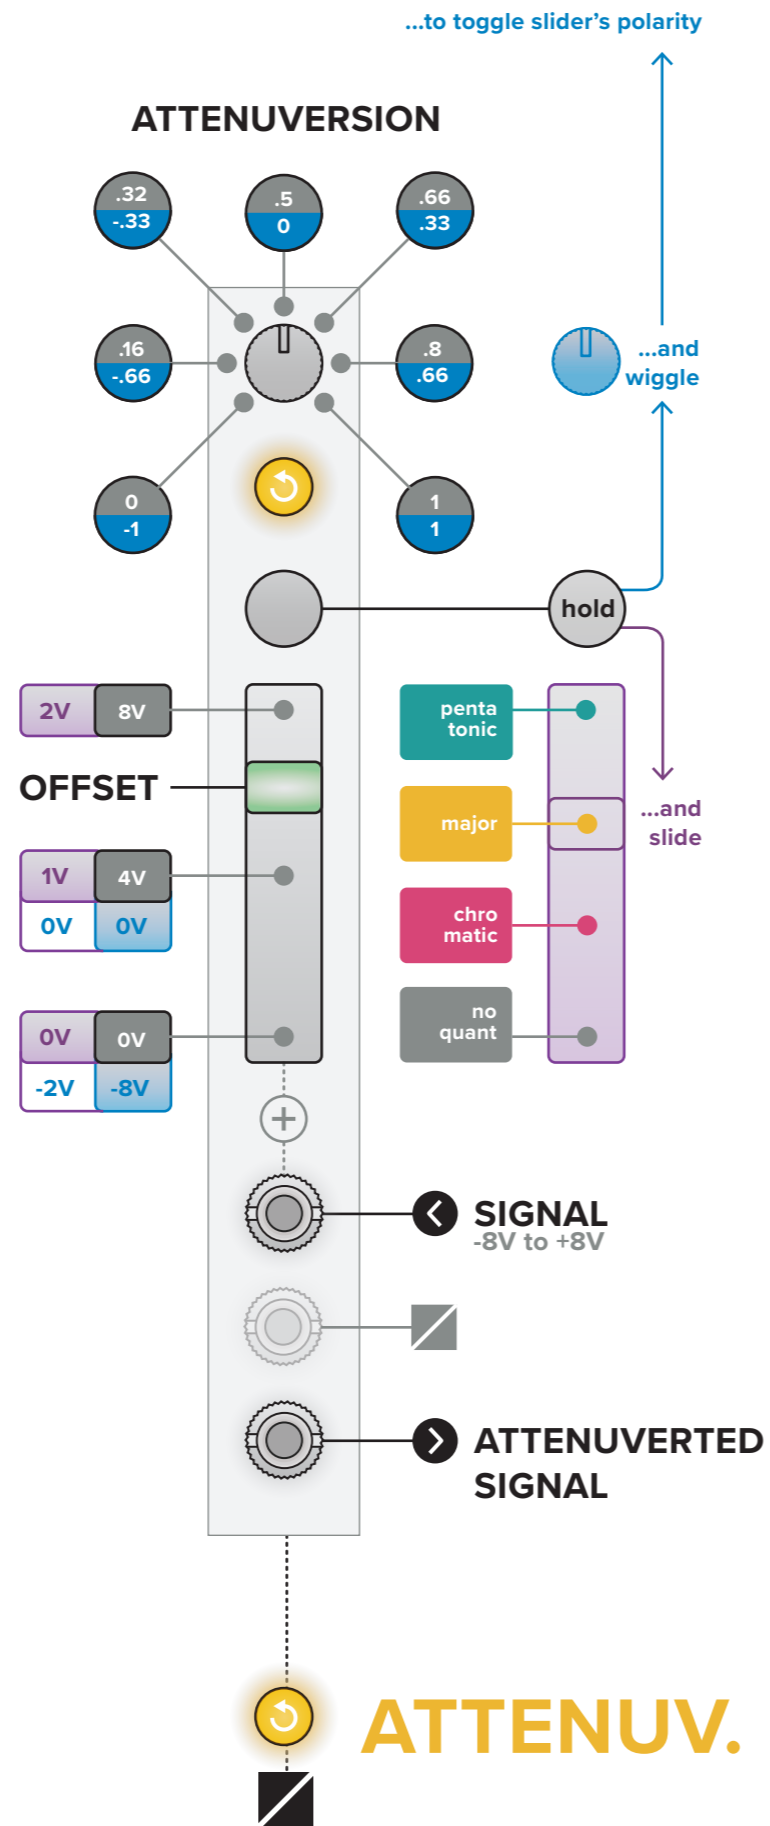 ...to toggle slider's polarity
ATTENUVERSION
.32
-.33
.5
0
.66
.33
.16
-.66
.8
.66
...and
wiggle
0
-1
1
1
hold
2V 8V
penta
tonic
OFFSET
major
...and
slide
1V 4V
0V 0V
chro
matic
0V 0V
-2V -8V
no
quant
SIGNAL
-8V to +8V
ATTENUVERTED
SIGNAL
ATTENUV.